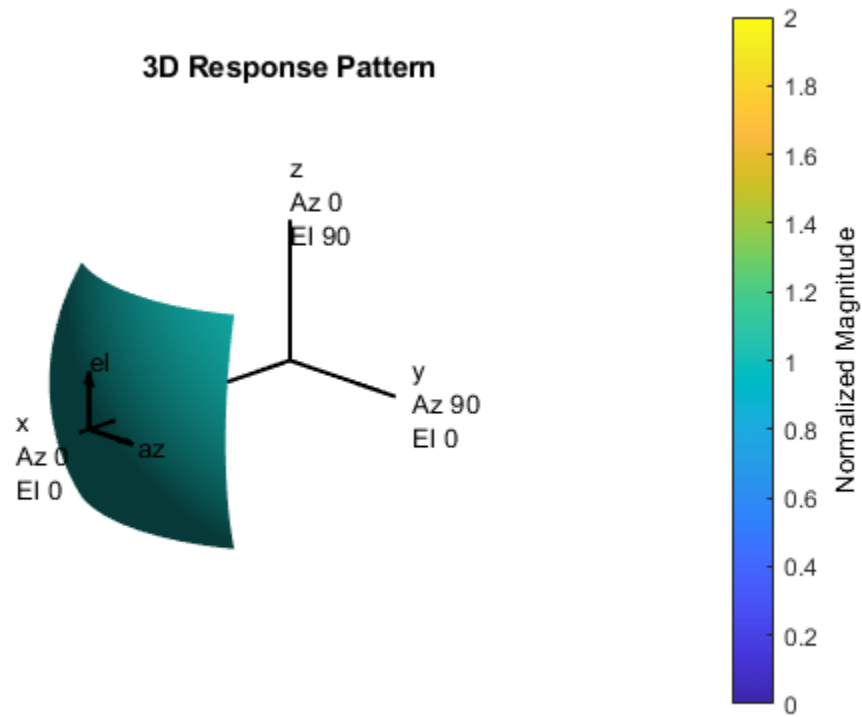 3D Response Pattern
z
Az 0
El 90
el
az
x
Az 0
El 0
y
Az 90
El 0
2
1.8
1.6
1.4
1.2
1
0.8
0.6
0.4
0.2
0
Normalized Magnitude